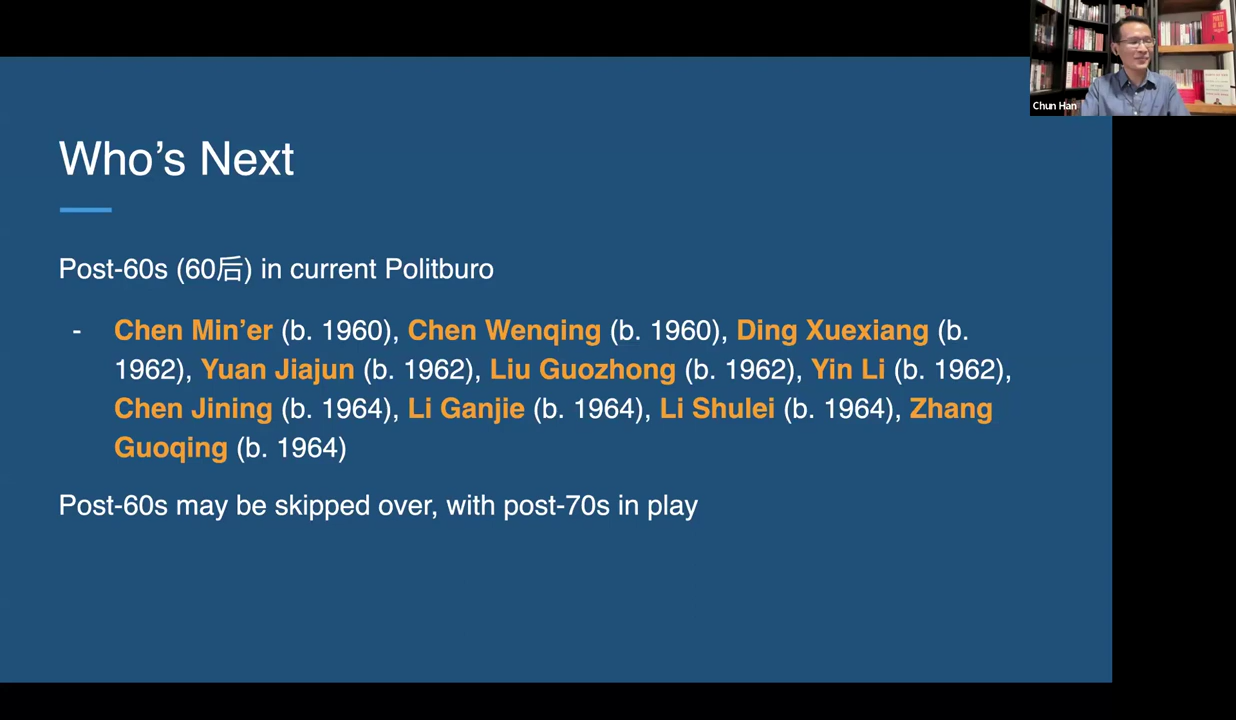 Chun Han
Who’s Next
Post-60s (60后) in current Politburo
- Chen Min’er (b. 1960), Chen Wenqing (b. 1960), Ding Xuexiang (b.
1962), Yuan Jiajun (b. 1962), Liu Guozhong (b. 1962), Yin Li (b. 1962),
Chen Jining (b. 1964), Li Ganjie (b. 1964), Li Shulei (b. 1964), Zhang
Guoqing (b. 1964)
Post-60s may be skipped over, with post-70s in play